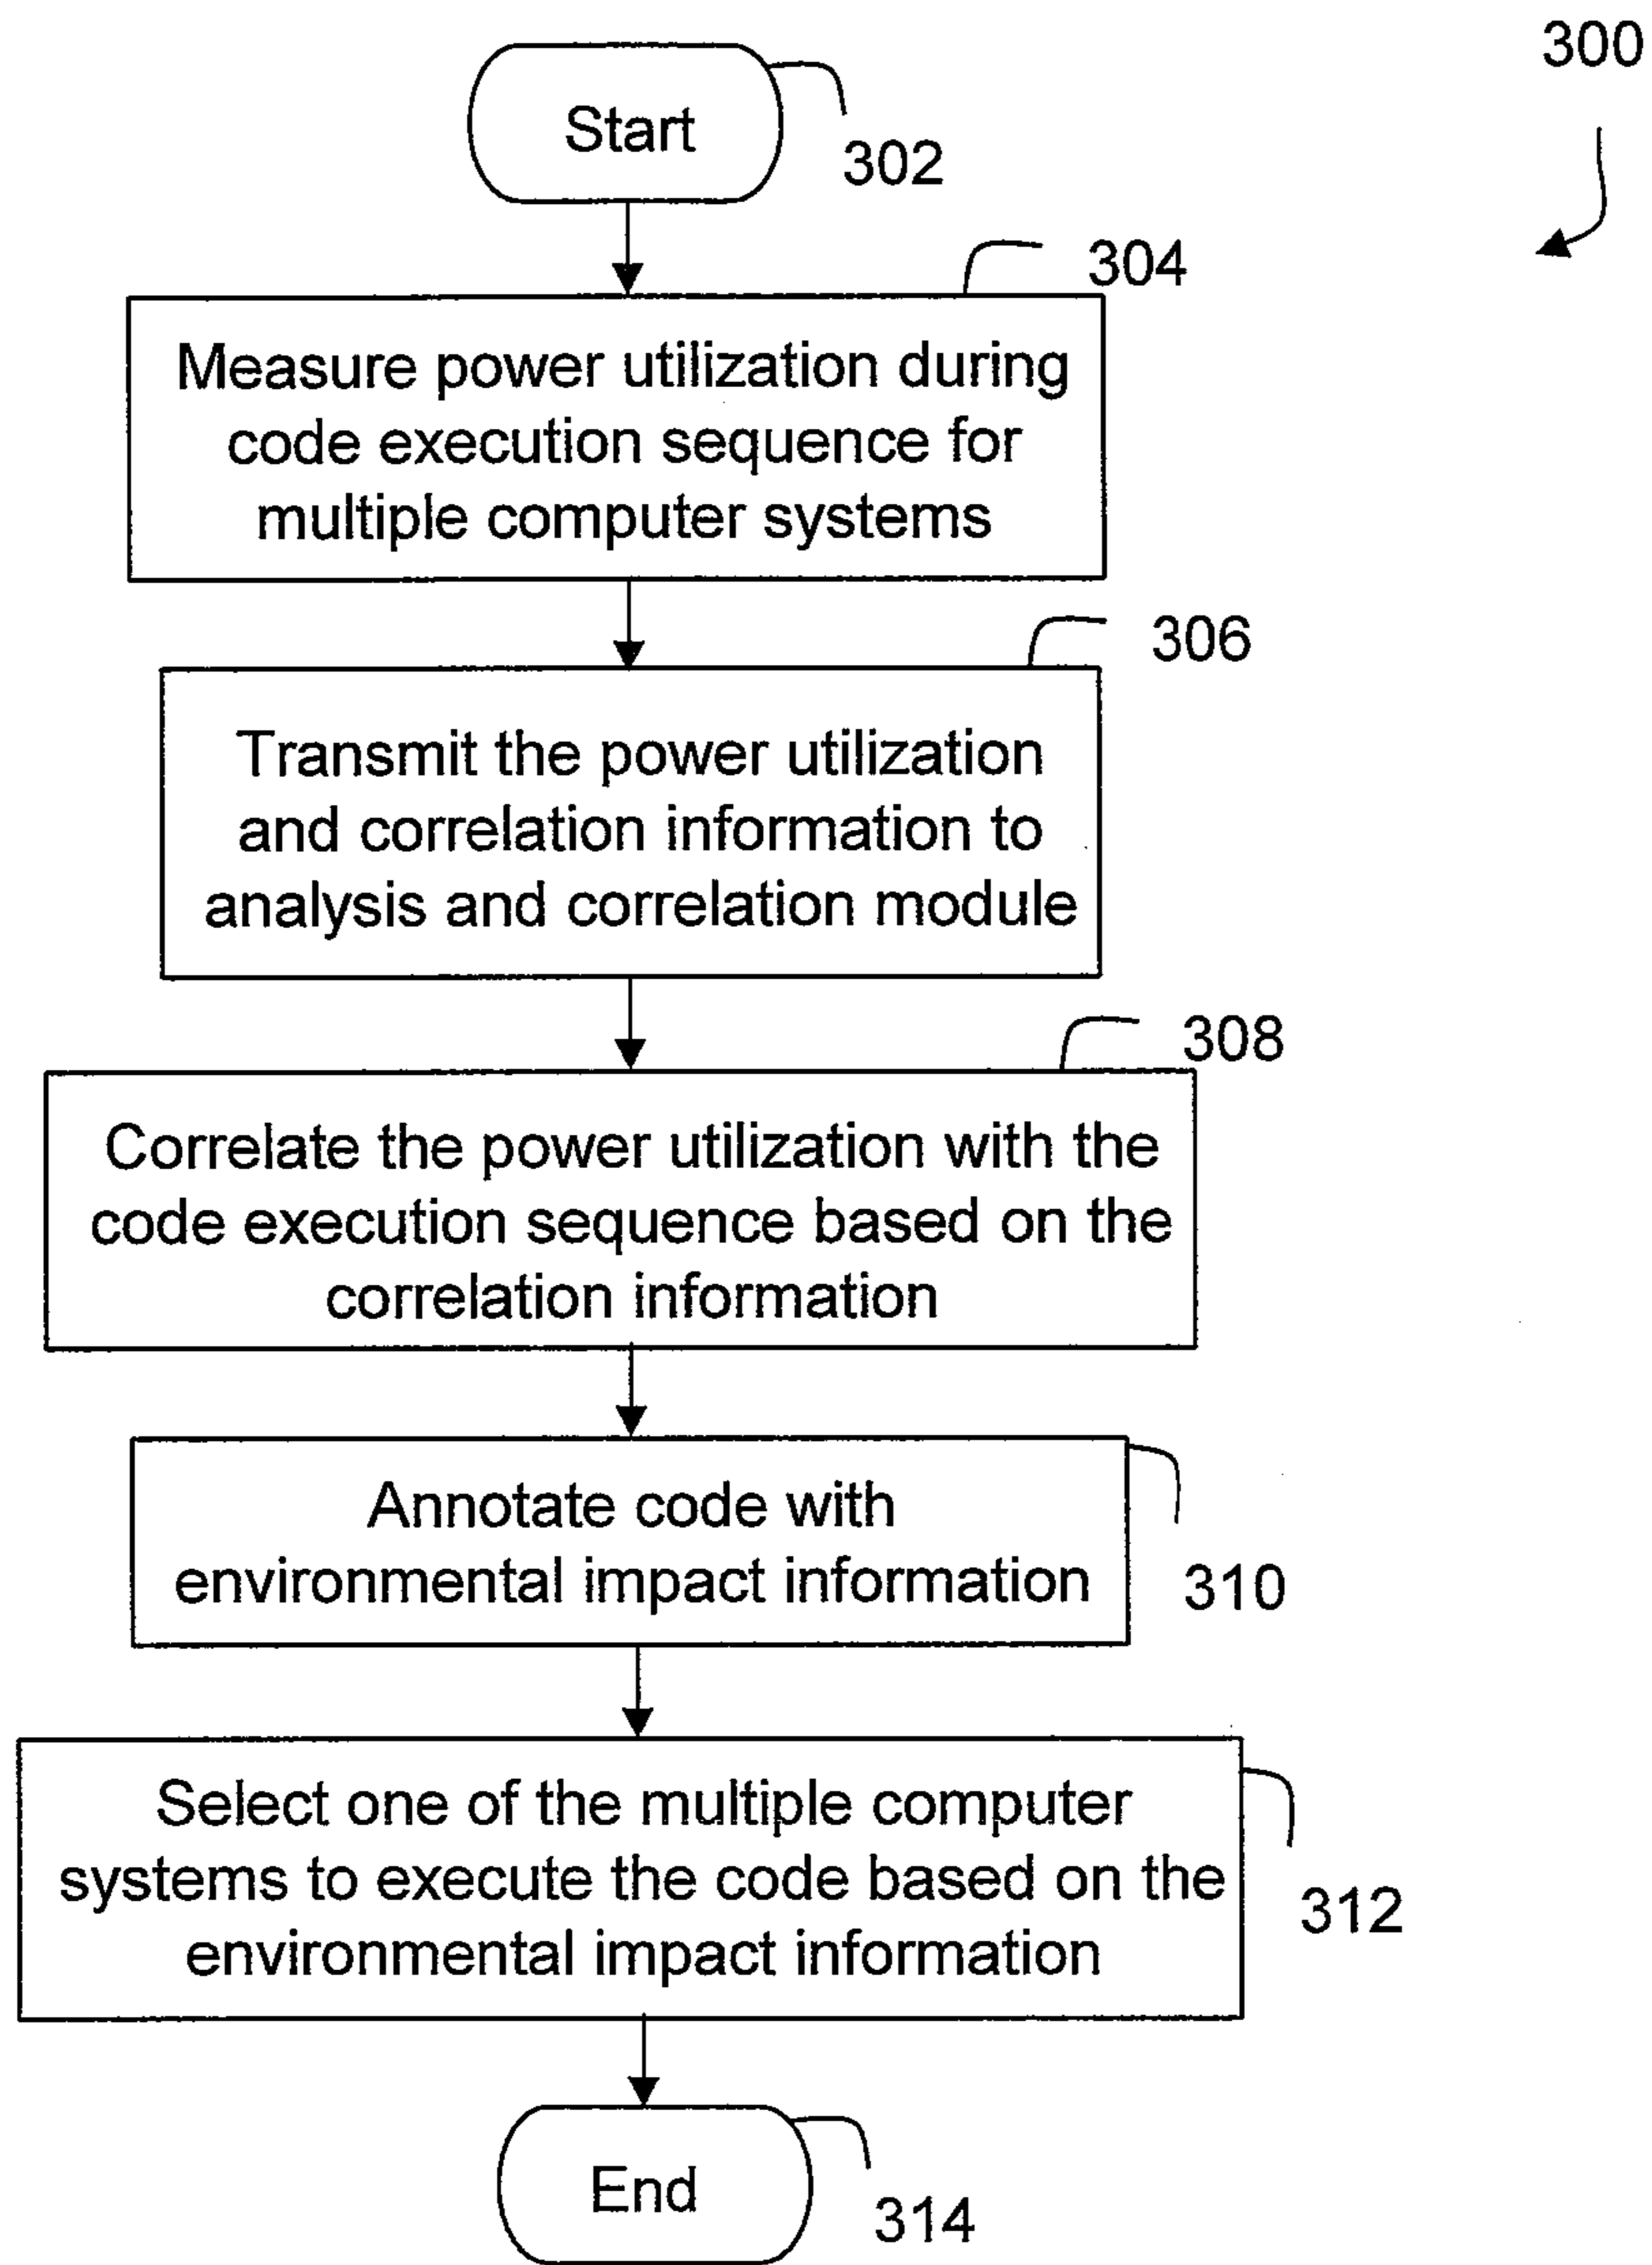 300
Start
302
304
Measure power utilization during
code execution sequence for
multiple computer systems
306
Transmit the power utilization
and correlation information to
analysis and correlation module
308
Correlate the power utilization with the
code execution sequence based on the
correlation information
Annotate code with
environmental impact information
310
Select one of the multiple computer
systems to execute the code based on the
environmental impact information
312
End
314